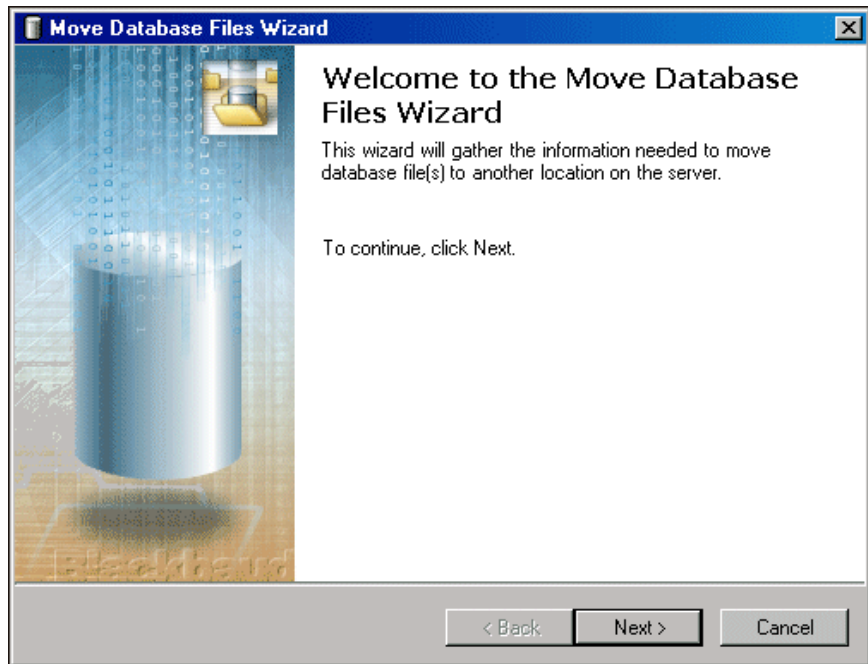 Move Database Files Wizard
Welcome to the Move Database
Files Wizard
This wizard will gather the information needed to move
database file(s) to another location on the server.
To continue, click Next.
Blackbaud
< Back
Next >
Cancel